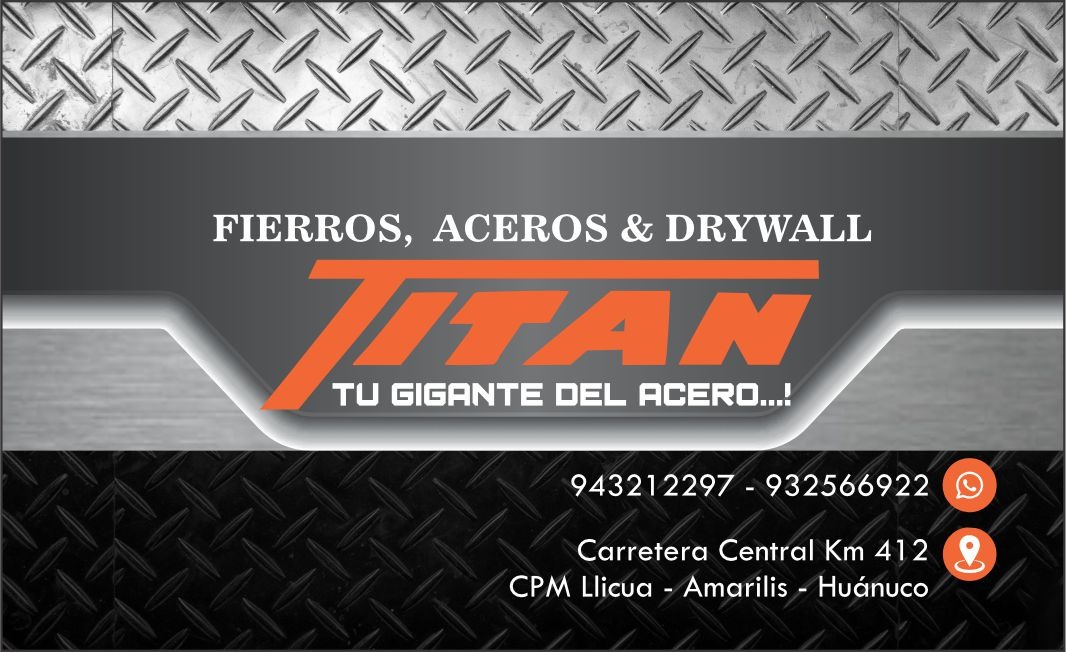 FIERROS, ACEROS & DRYWALL
TITAN
TU GIGANTE DEL ACERO...!
943212297 - 932566922
Carretera Central Km 412
CPM Llicua - Amarilis - Huánuco